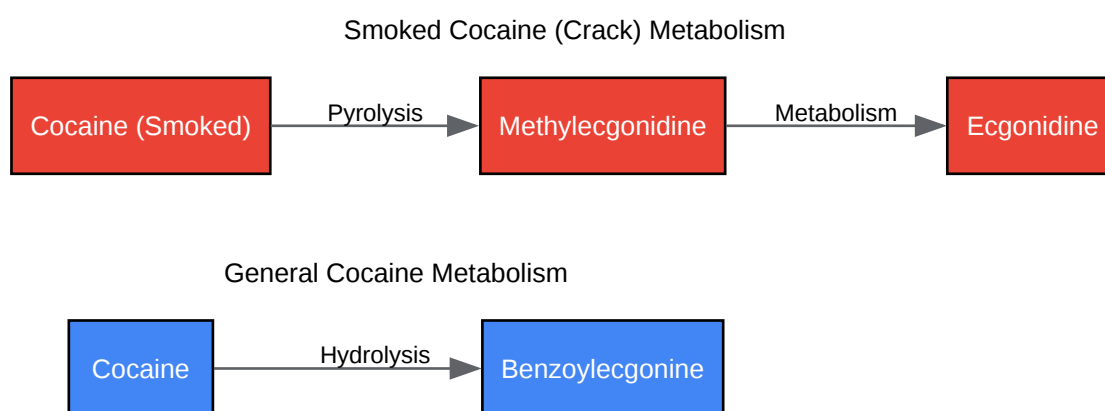 Smoked Cocaine (Crack) Metabolism
Cocaine (Smoked) Pyrolysis Methylecgonidine Metabolism Ecgonidine
General Cocaine Metabolism
Cocaine Hydrolysis Benzoylecgonine